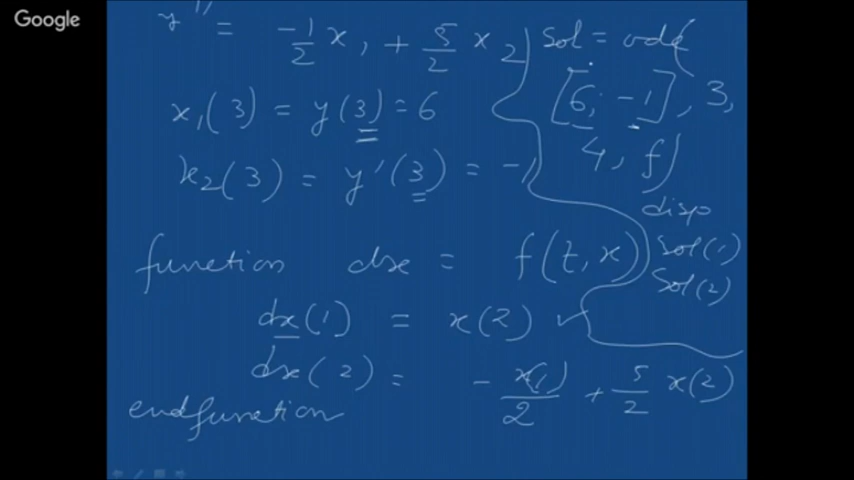 Google
y'' = -1/2 x₁ + 5/2 x₂
x₁(3) = y(3) = 6
x₂(3) = y'(3) = -1
function dx = f(t, x)
dx(1) = x(2)
dx(2) = - x(1)/2 + 5/2 x(2)
endfunction
sol = ode(
[6; -1], 3,
4, f)
disp
sol(1)
sol(2)